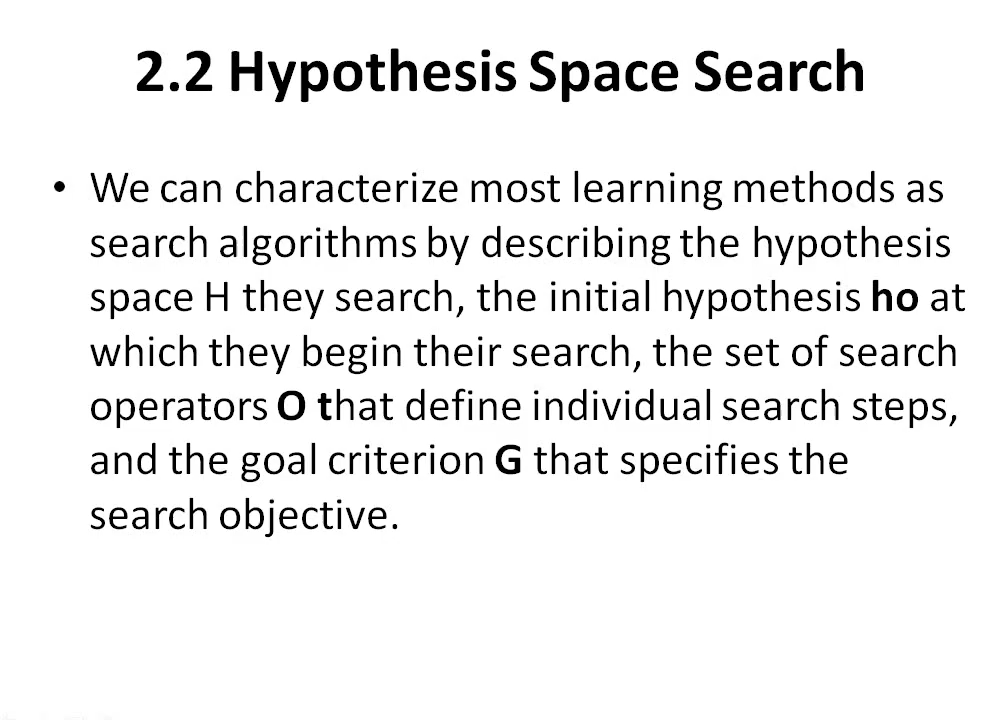 2.2 Hypothesis Space Search
• We can characterize most learning methods as
search algorithms by describing the hypothesis
space H they search, the initial hypothesis ho at
which they begin their search, the set of search
operators O that define individual search steps,
and the goal criterion G that specifies the
search objective.